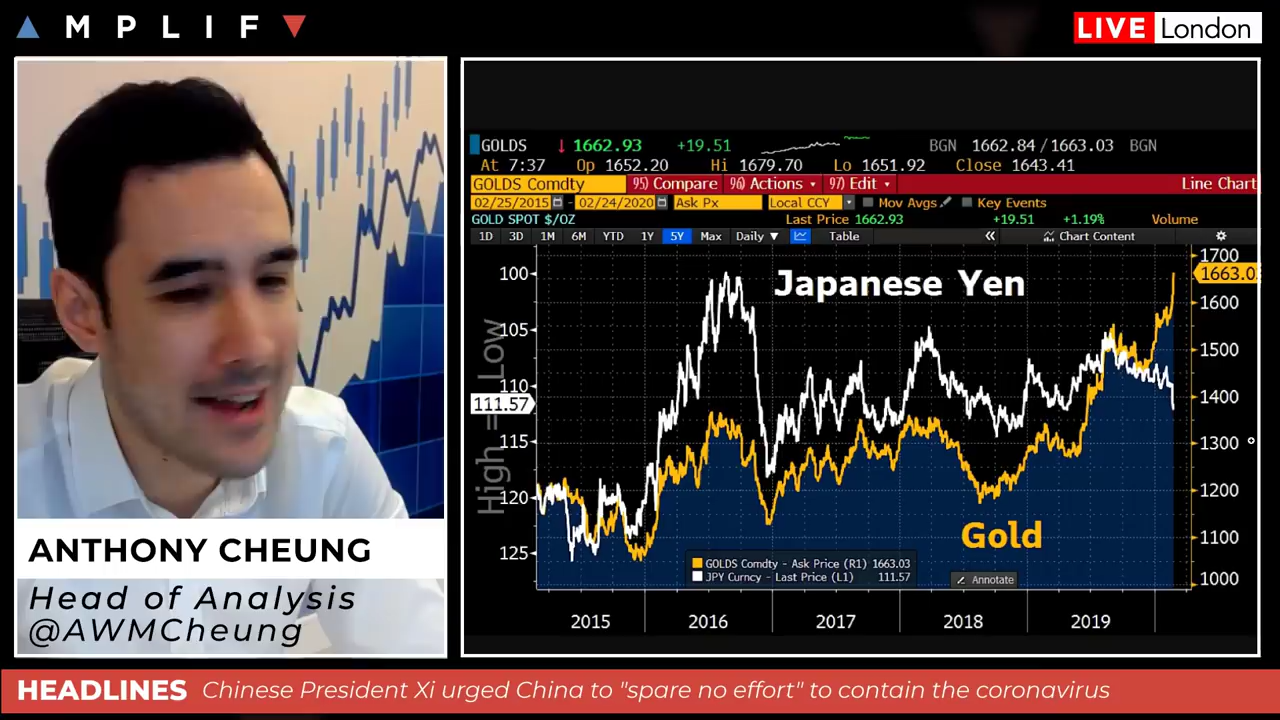 AMPLIFY
LIVE London
GOLDS ↓ 1662.93 +19.51 BGN 1662.84/1663.03 BGN
At 7:37 Op 1652.20 Hi 1679.70 Lo 1651.92 Close 1643.41
GOLDS Comdty 95) Compare 96) Actions 97) Edit Line Chart
02/25/2015 - 02/24/2020 Ask Px Local CCY Mov Avgs Key Events
GOLD SPOT $/OZ Last Price 1662.93 +19.51 +1.19% Volume
1D 3D 1M 6M YTD 1Y 5Y Max Daily ▼ Table « Chart Content
Japanese Yen
High = Low
100
105
110
111.57
115
120
125
1700
1663.0
1600
1500
1400
1300
1200
1100
1000
Gold
GOLDS Comdty - Ask Price (R1) 1663.03
JPY Curncy - Last Price (L1) 111.57
Annotate
2015 2016 2017 2018 2019
ANTHONY CHEUNG
Head of Analysis
@AWMCheung
HEADLINES Chinese President Xi urged China to "spare no effort" to contain the coronavirus